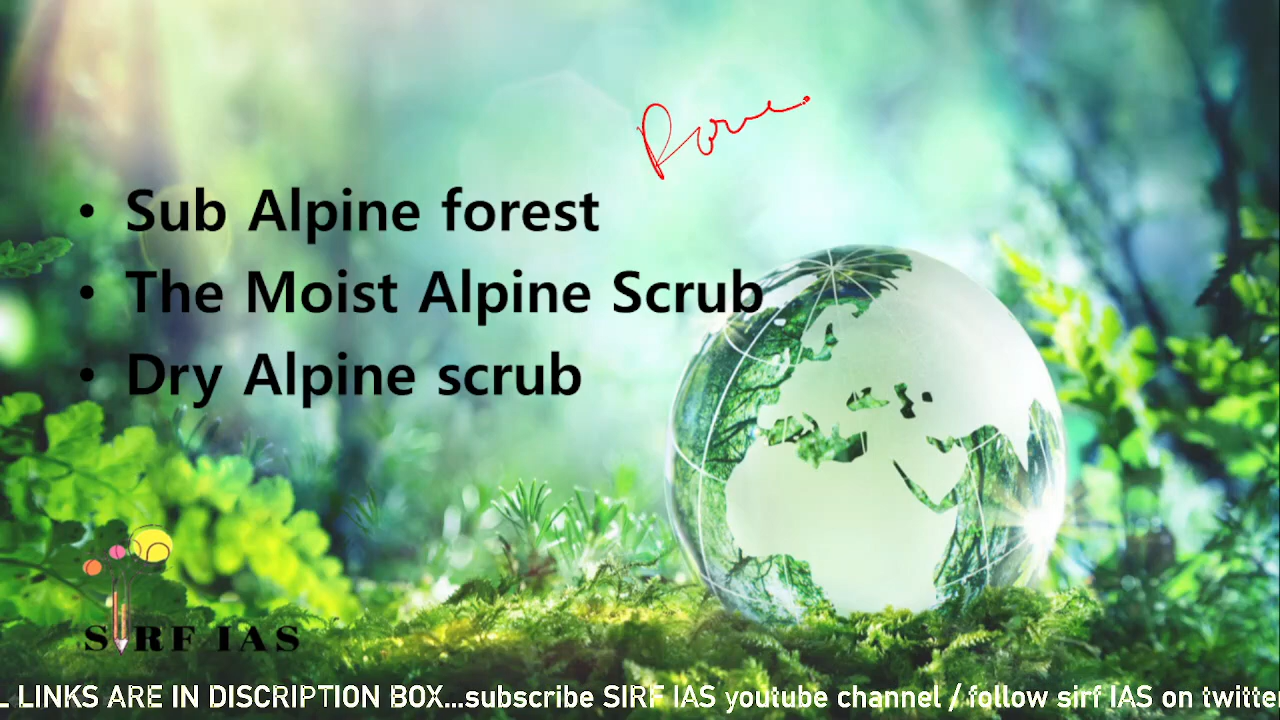 • Sub Alpine forest
• The Moist Alpine Scrub
• Dry Alpine scrub
SIRF IAS
L LINKS ARE IN DISCRIPTION BOX...subscribe SIRF IAS youtube channel / follow sirf IAS on twitte